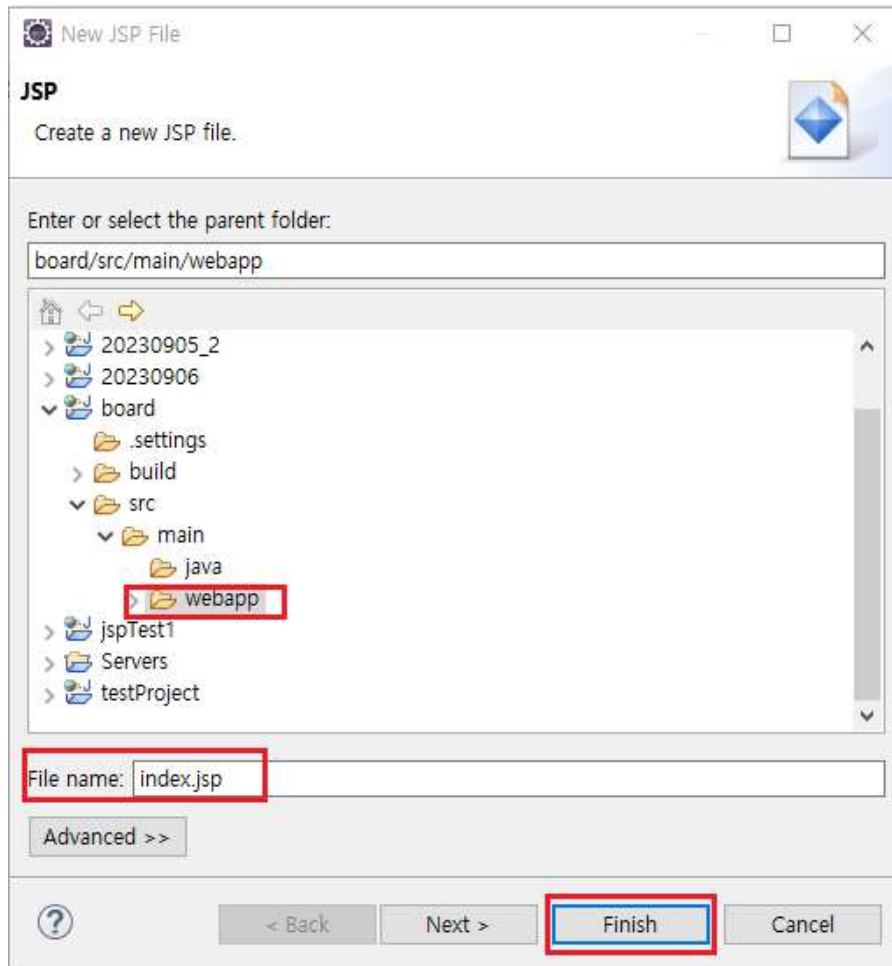 New JSP File
JSP
Create a new JSP file.
Enter or select the parent folder:
board/src/main/webapp
20230905_2
20230906
board
.settings
build
src
main
java
webapp
jspTest1
Servers
testProject
File name: index.jsp
Advanced >>
? < Back Next > Finish Cancel